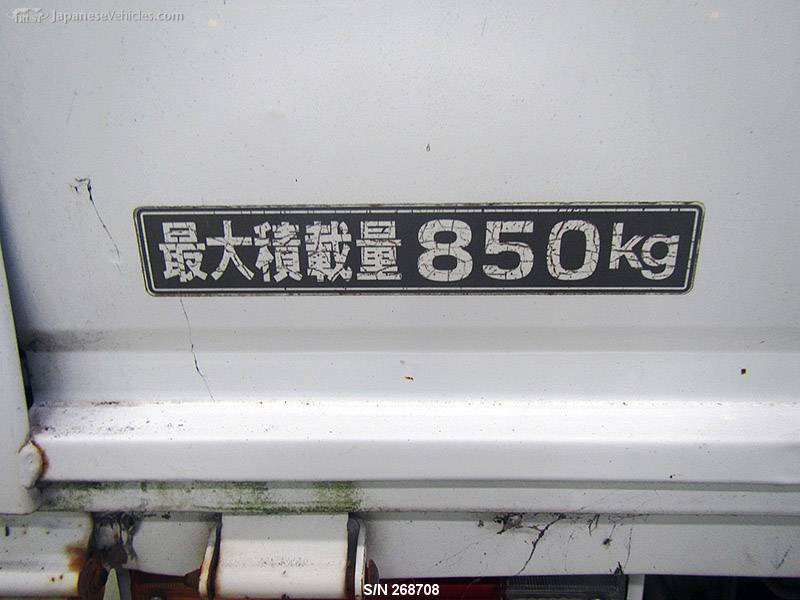 JapaneseVehicles.com
最大積載量 850kg
S/N 268708